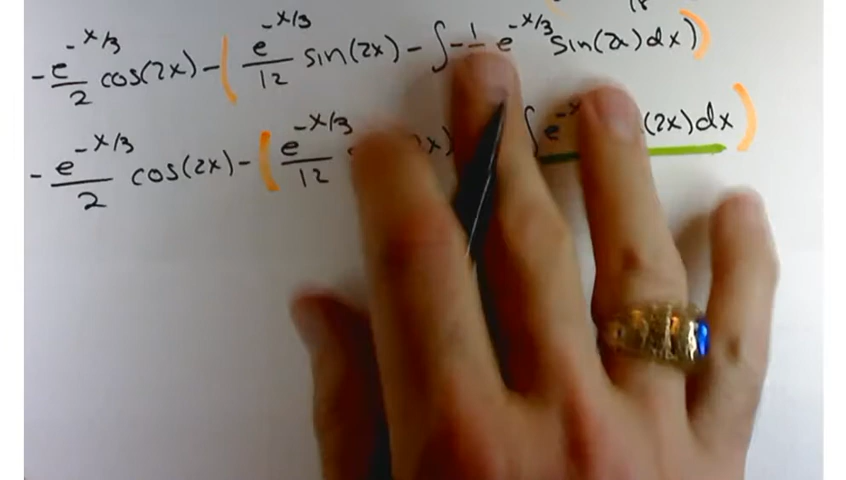 -e^{-x/3}/2 cos(2x) - ( e^{-x/3}/12 sin(2x) - ∫ -1 e^{-x/3} sin(2x) dx )
-e^{-x/3}/2 cos(2x) - ( e^{-x/3}/12 x) ∫ e^{-x (2x) dx )